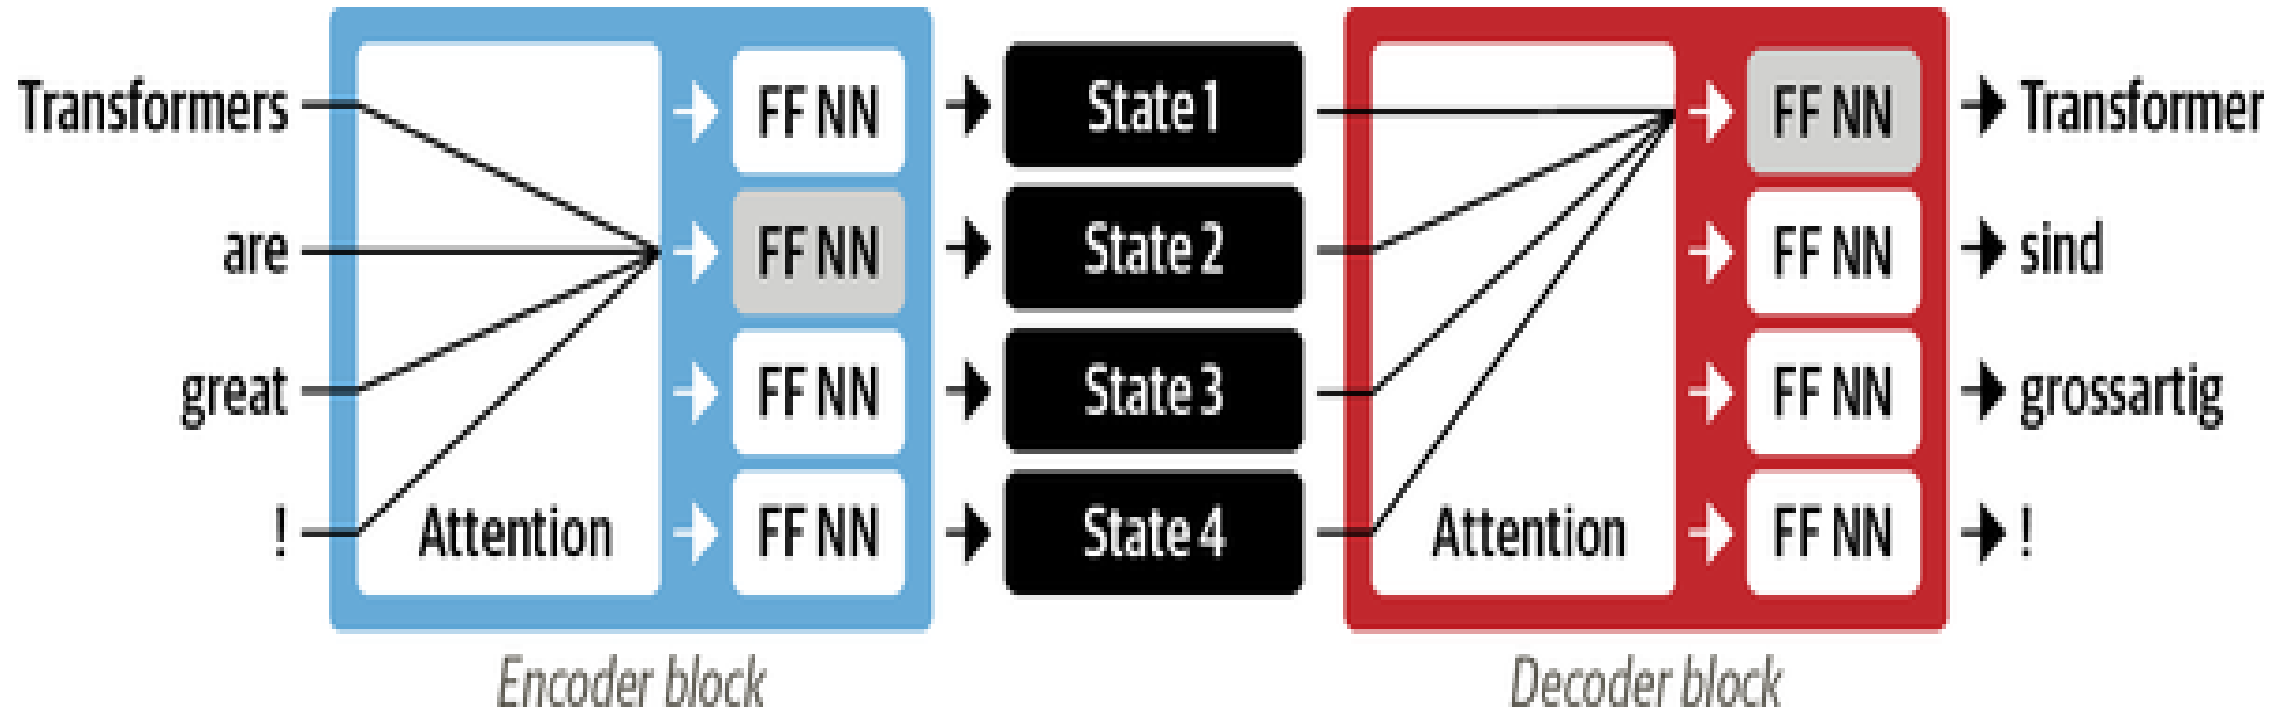 Transformers
are
great
!
Attention
FF NN
FF NN
FF NN
FF NN
Encoder block
State 1
State 2
State 3
State 4
Attention
FF NN
FF NN
FF NN
FF NN
Decoder block
Transformer
sind
grossartig
!